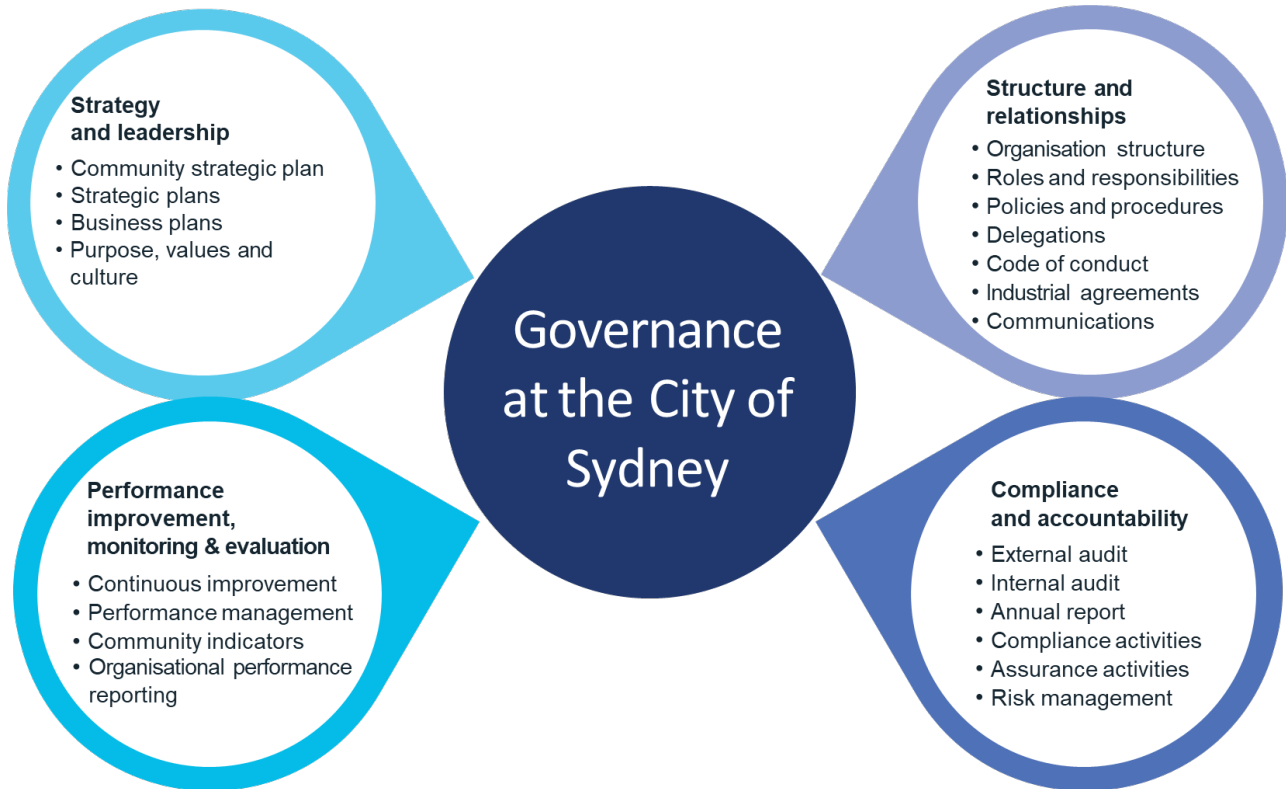 Strategy
and leadership
• Community strategic plan
• Strategic plans
• Business plans
• Purpose, values and
culture
Structure and
relationships
• Organisation structure
• Roles and responsibilities
• Policies and procedures
• Delegations
• Code of conduct
• Industrial agreements
• Communications
Governance
at the City of
Sydney
Performance
improvement,
monitoring & evaluation
• Continuous improvement
• Performance management
• Community indicators
• Organisational performance
reporting
Compliance
and accountability
• External audit
• Internal audit
• Annual report
• Compliance activities
• Assurance activities
• Risk management